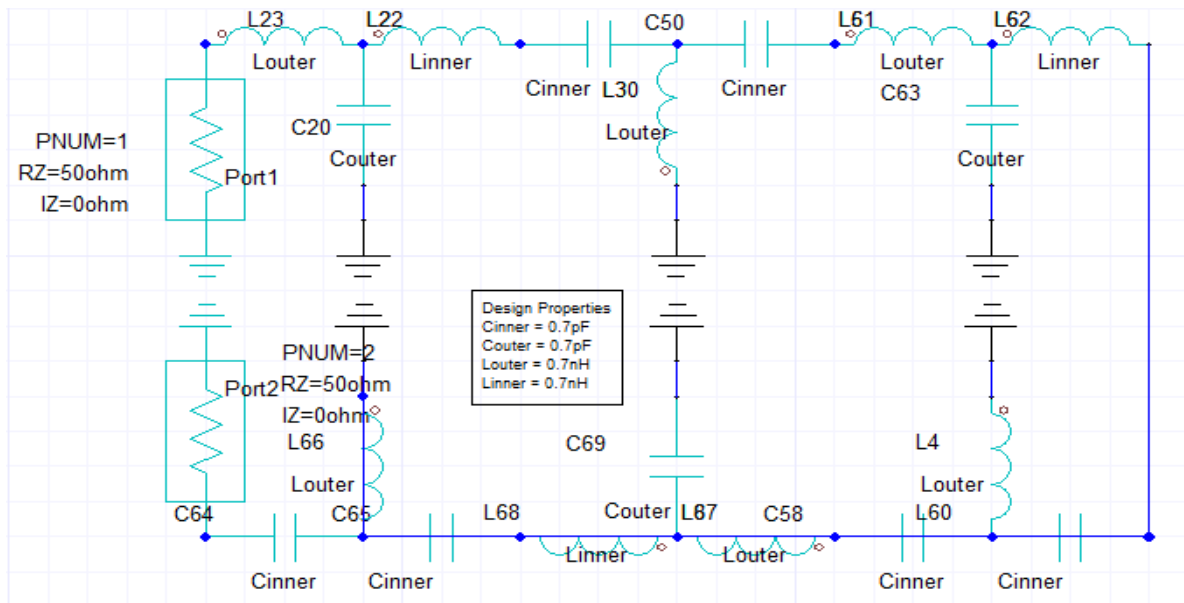 L23
L22
C50
L61
L62
Louter
Linner
Cinner
L30
Cinner
Louter
C63
Linner
C20
Louter
Couter
Couter
PNUM=1
RZ=50ohm
IZ=0ohm
Port1
Design Properties
Cinner = 0.7pF
Couter = 0.7pF
Louter = 0.7nH
Linner = 0.7nH
PNUM=2
RZ=50ohm
IZ=0ohm
Port2
L66
Louter
C69
L4
Louter
C64
C65
L68
Couter
L67
C58
L60
Cinner
Cinner
Linner
Louter
Cinner
Cinner